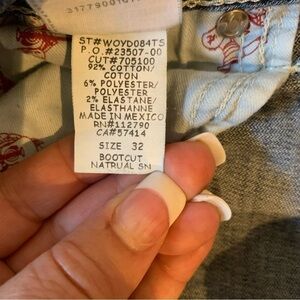 ST#WOYD084TS
P.O.#23507-00
CUT#705100
92% COTTON/
COTON
6% POLYESTER/
POLYESTER
2% ELASTANE/
ELASTHANNE
MADE IN MEXICO
RN#112790
CA#57414
SIZE 32
BOOTCUT
NATRUAL SN